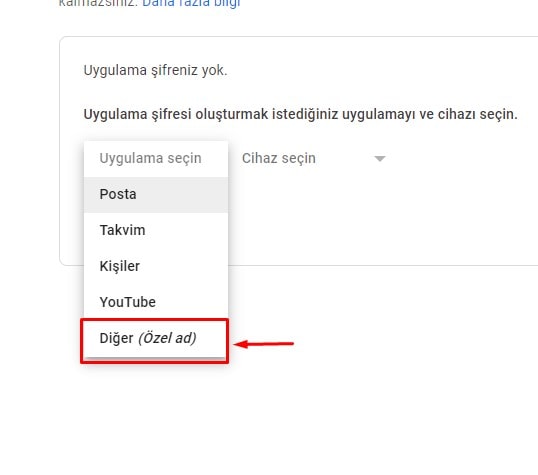 kalmazsınız. Daha fazla bilgi
Uygulama şifreniz yok.
Uygulama şifresi oluşturmak istediğiniz uygulamayı ve cihazı seçin.
Uygulama seçin Cihaz seçin
Posta
Takvim
Kişiler
YouTube
Diğer (Özel ad)